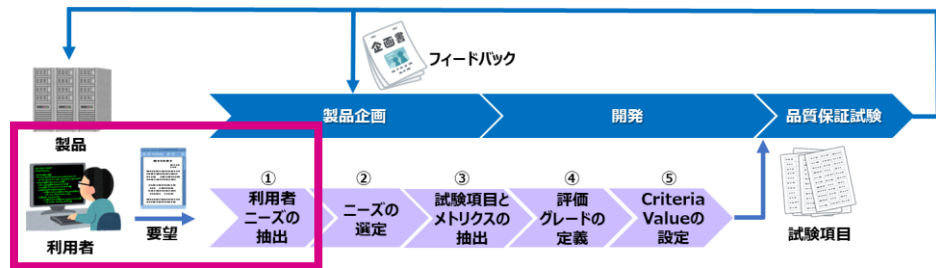 企画書
フィードバック
製品企画
開発
品質保証試験
製品
①
②
③
④
⑤
利用者
ニーズの
抽出
ニーズの
選定
試験項目と
メトリクスの
抽出
評価
グレードの
定義
Criteria
Valueの
設定
利用者
要望
試験項目